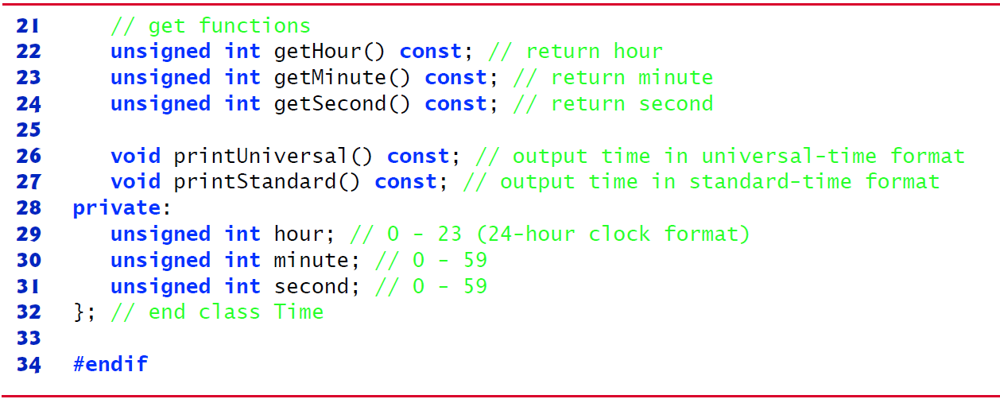 21 // get functions
22 unsigned int getHour() const; // return hour
23 unsigned int getMinute() const; // return minute
24 unsigned int getSecond() const; // return second
25
26 void printUniversal() const; // output time in universal-time format
27 void printStandard() const; // output time in standard-time format
28 private:
29 unsigned int hour; // 0 - 23 (24-hour clock format)
30 unsigned int minute; // 0 - 59
31 unsigned int second; // 0 - 59
32 }; // end class Time
33
34 #endif